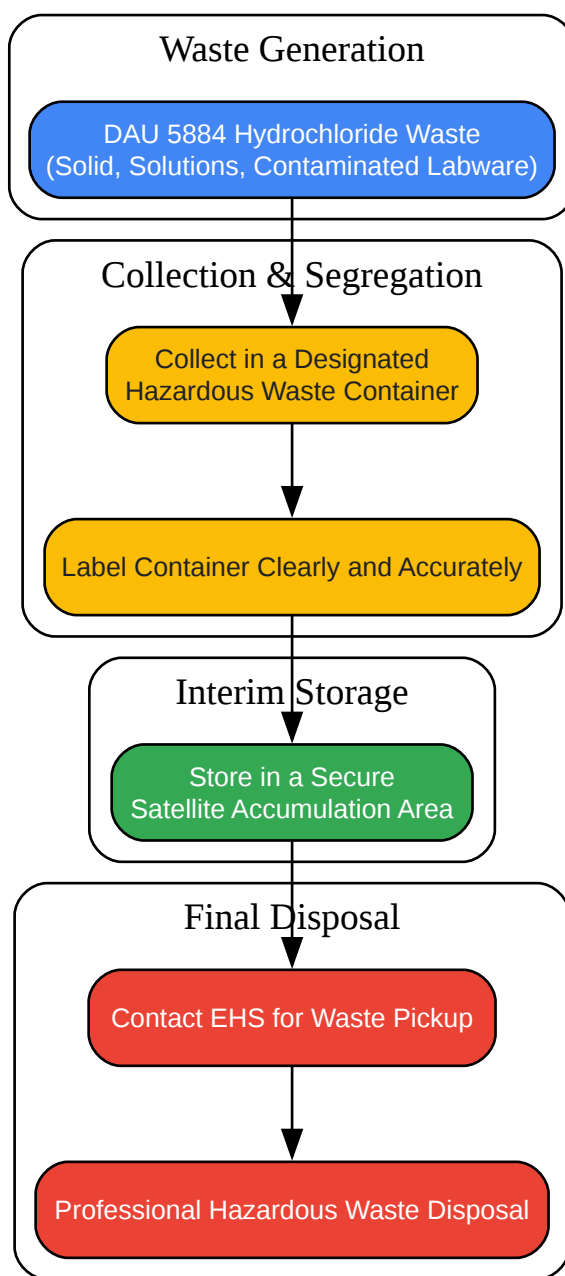 Waste Generation
DAU 5884 Hydrochloride Waste
(Solid, Solutions, Contaminated Labware)
Collection & Segregation
Collect in a Designated
Hazardous Waste Container
Label Container Clearly and Accurately
Interim Storage
Store in a Secure
Satellite Accumulation Area
Final Disposal
Contact EHS for Waste Pickup
Professional Hazardous Waste Disposal